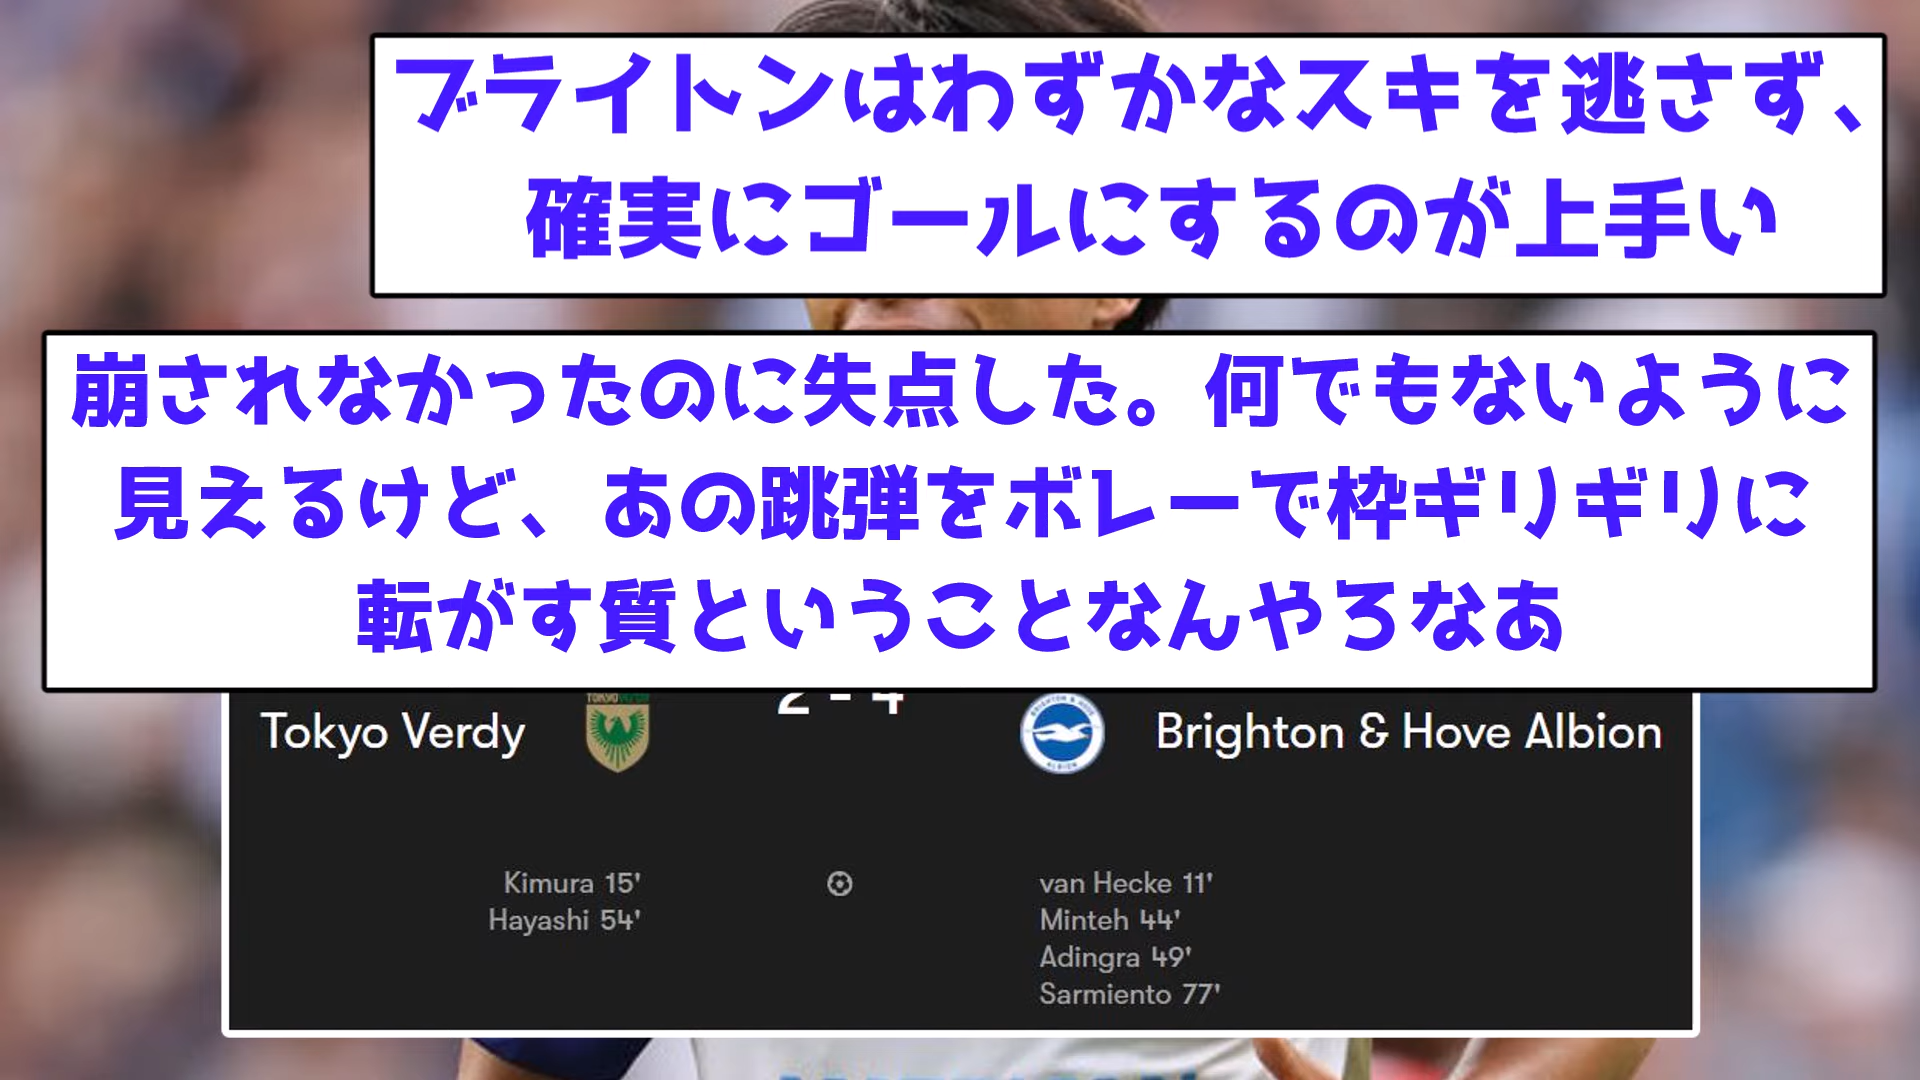 ブライトンはわずかなスキを逃さず、
確実にゴールにするのが上手い
崩されなかったのに失点した。何でもないように
見えるけど、あの跳弾をボレーで枠ギリギリに
転がす質ということなんやろなあ
2 - 4
Tokyo Verdy
Brighton & Hove Albion
Kimura 15'
Hayashi 54'
van Hecke 11'
Minteh 44'
Adingra 49'
Sarmiento 77'